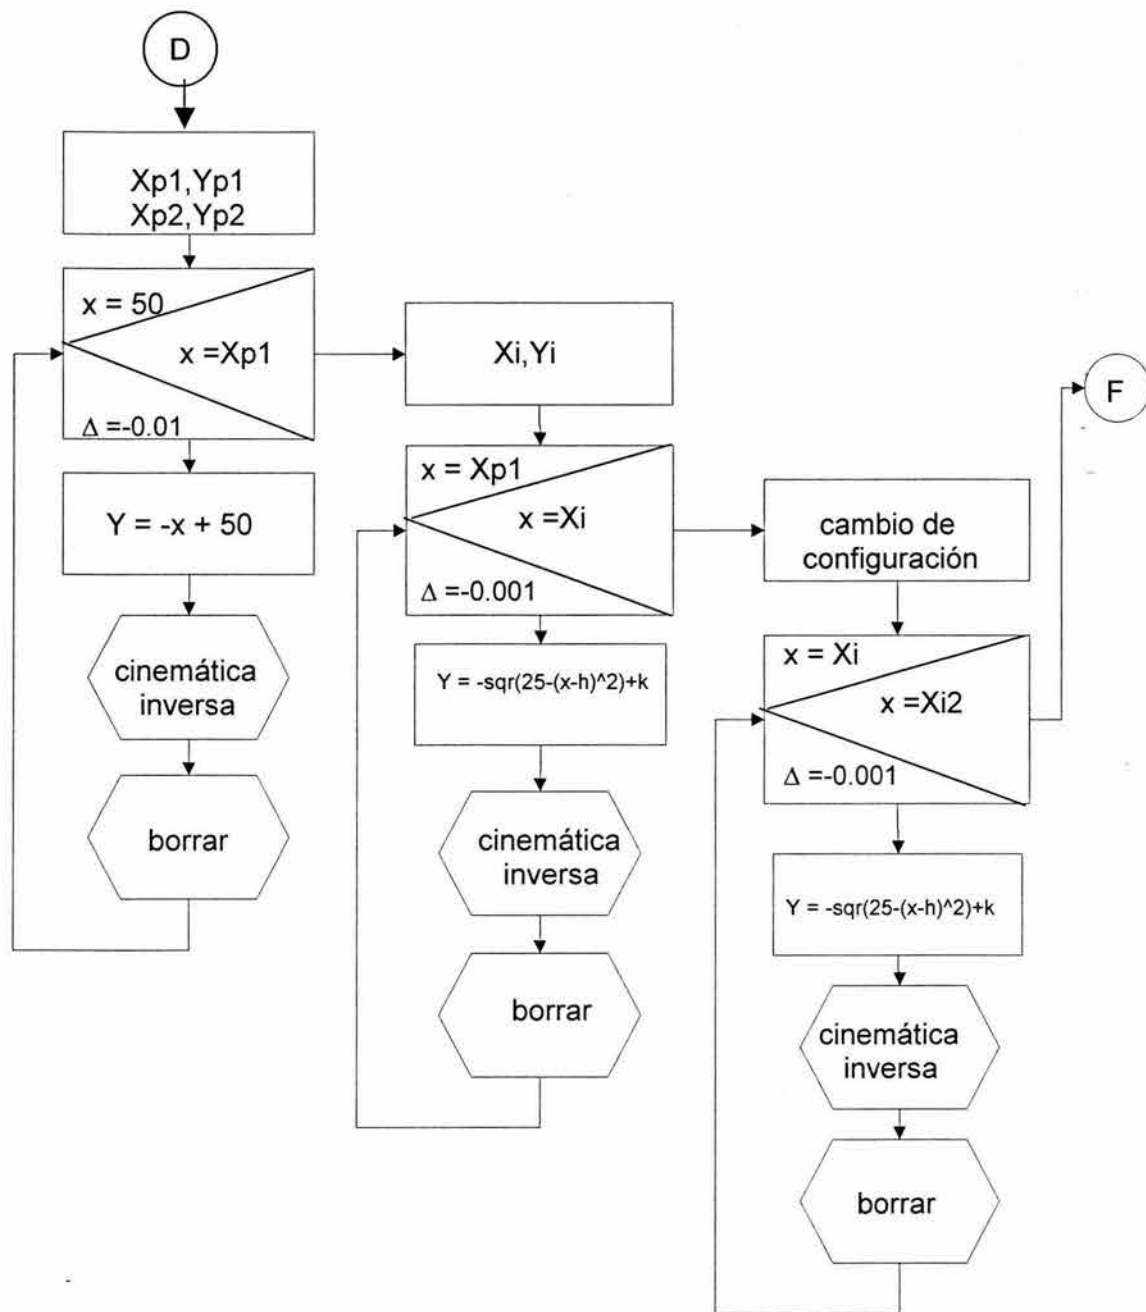 D
Xp1,Yp1
Xp2,Yp2
x = 50
x =Xp1
Δ =-0.01
Y = -x + 50
cinemática
inversa
borrar
Xi,Yi
x = Xp1
x =Xi
Δ =-0.001
Y = -sqr(25-(x-h)^2)+k
cinemática
inversa
borrar
cambio de
configuración
x = Xi
x =Xi2
Δ =-0.001
Y = -sqr(25-(x-h)^2)+k
cinemática
inversa
borrar
F